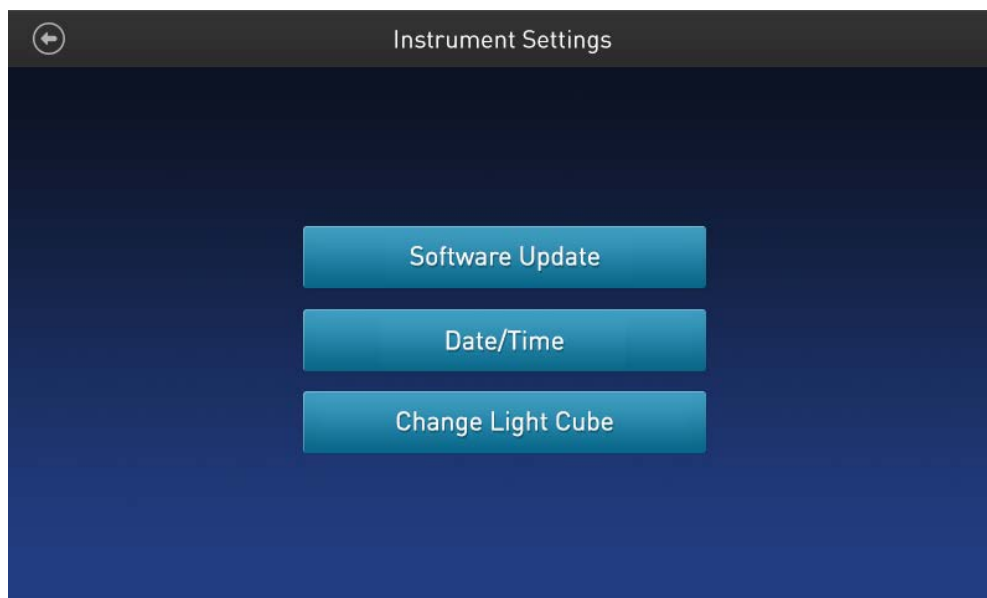 Instrument Settings
Software Update
Date/Time
Change Light Cube